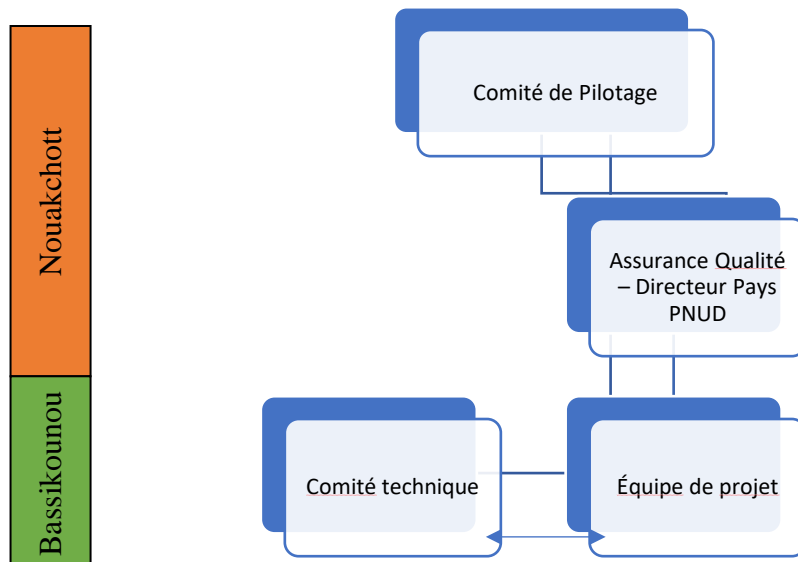 Nouakchott
Comité de Pilotage
Assurance Qualité
– Directeur Pays
PNUD
Bassikounou
Comité technique
Équipe de projet